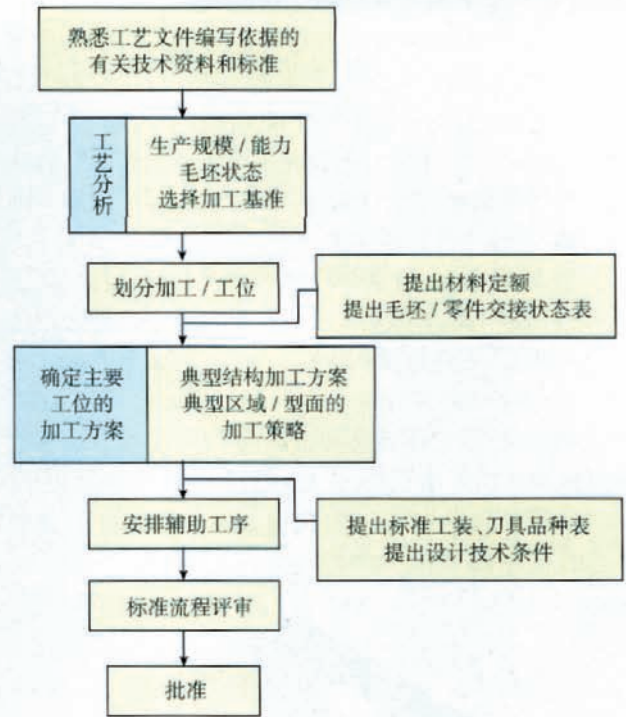 熟悉工艺文件编写依据的
有关技术资料和标准
工艺分析
生产规模 / 能力
毛坯状态
选择加工基准
划分加工 / 工位
提出材料定额
提出毛坯 / 零件交接状态表
确定主要
工位的
加工方案
典型结构加工方案
典型区域 / 型面的
加工策略
安排辅助工序
提出标准工装、刀具品种表
提出设计技术条件
标准流程评审
批准